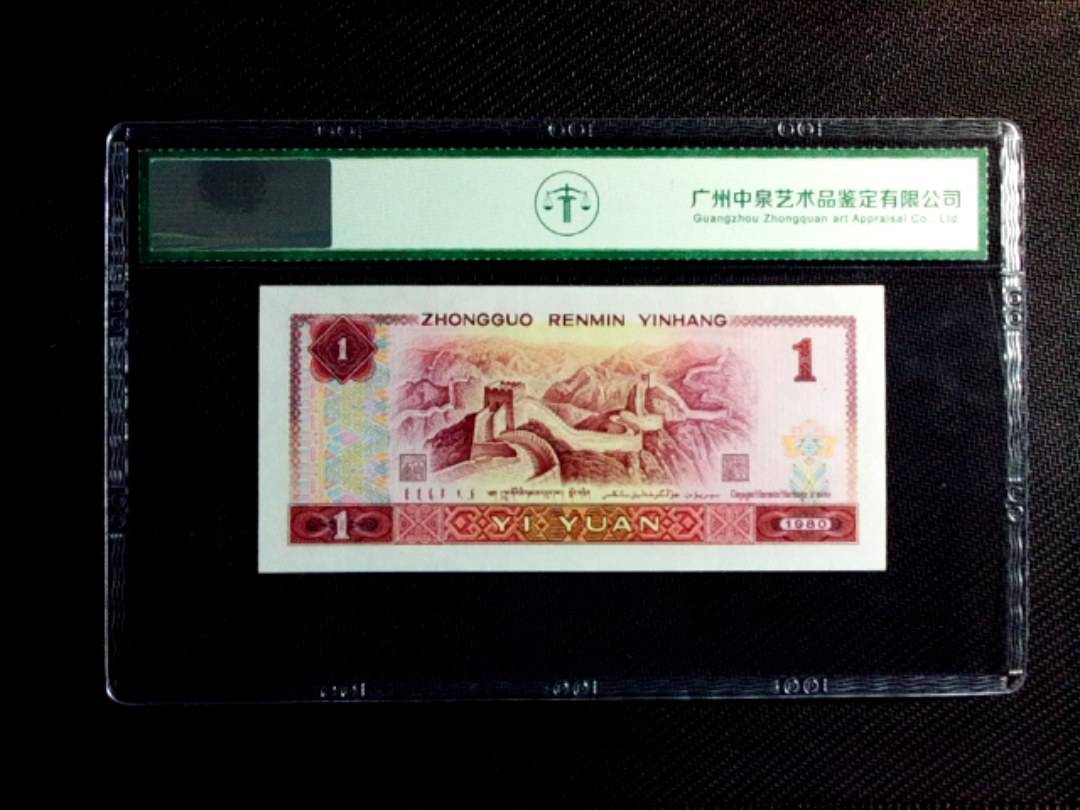 广州中泉艺术品鉴定有限公司
Guangzhou Zhongquan art Appraisal Co., Ltd.
ZHONGGUO RENMIN YINHANG
1
1
1
YI YUAN
1980